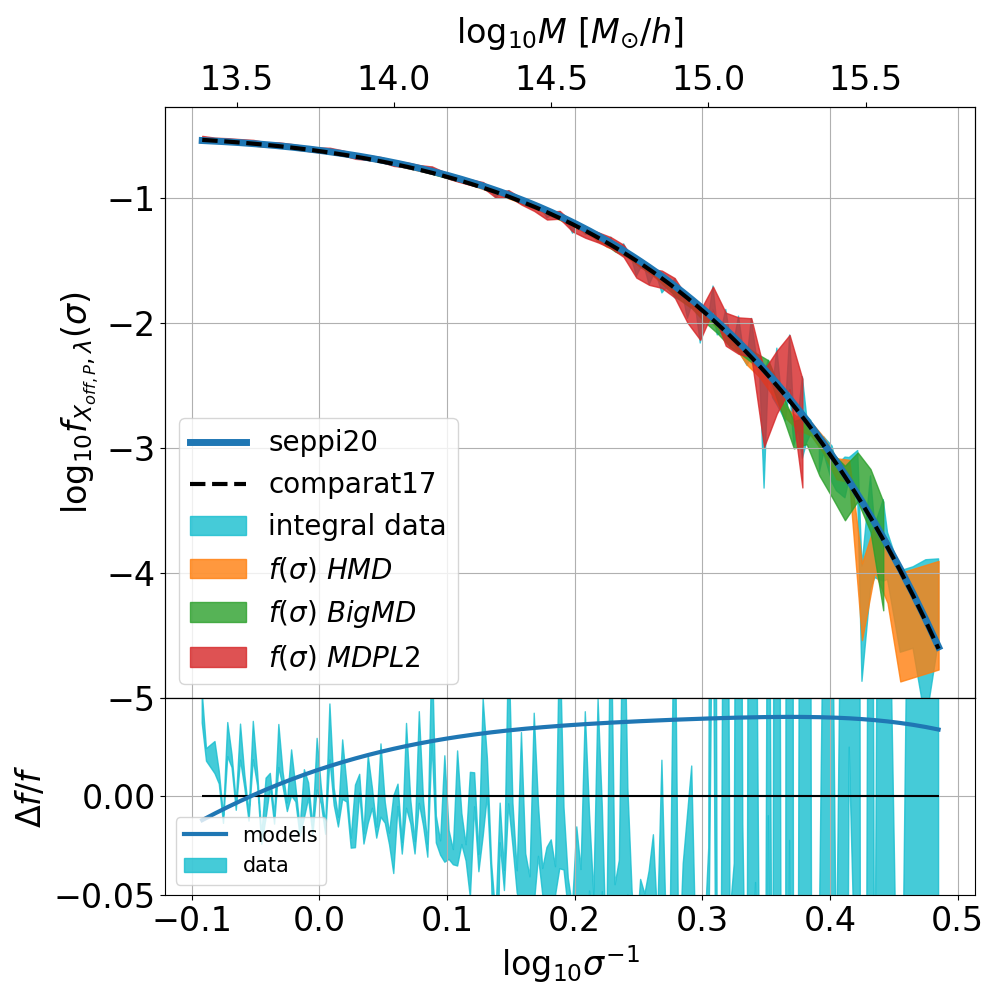 log₁₀M [M⊙/h]
13.5 14.0 14.5 15.0 15.5
log₁₀f_{X_{off,P}, λ}(σ)
−1
−2
−3
−4
−5
seppi20
comparat17
integral data
f(σ) HMD
f(σ) BigMD
f(σ) MDPL2
Δf/f
0.00
−0.05
models
data
−0.1 0.0 0.1 0.2 0.3 0.4 0.5
log₁₀σ⁻¹